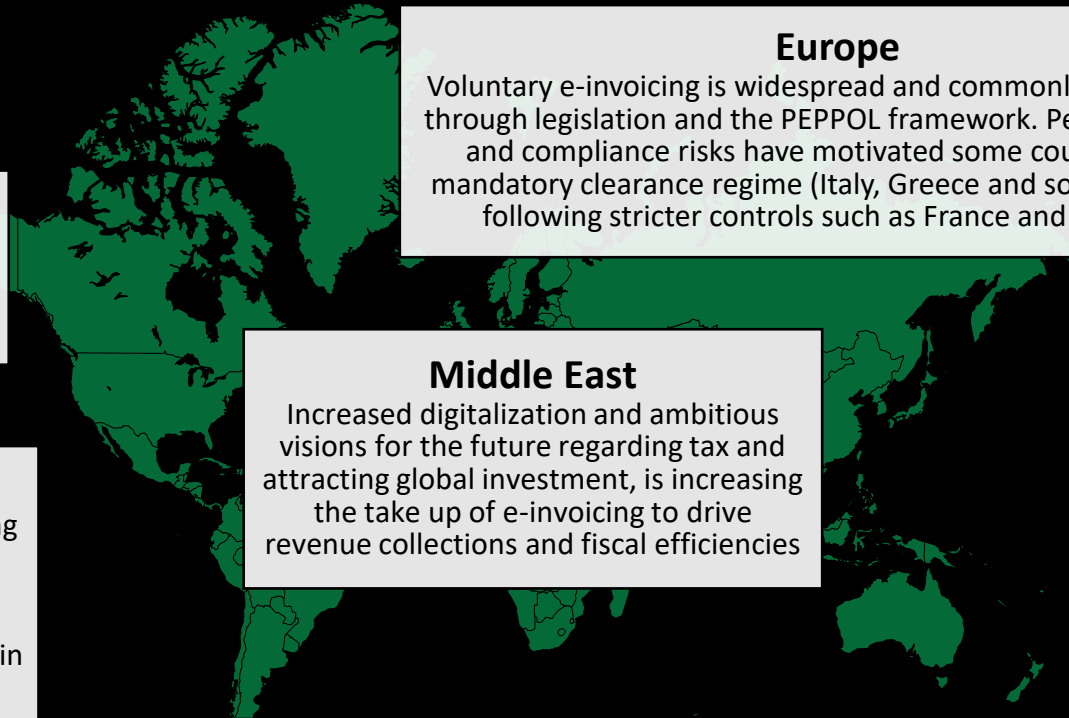 Europe
Voluntary e-invoicing is widespread and commonl
through legislation and the PEPPOL framework. Pe
and compliance risks have motivated some cou
mandatory clearance regime (Italy, Greece and so
following stricter controls such as France and
Middle East
Increased digitalization and ambitious
visions for the future regarding tax and
attracting global investment, is increasing
the take up of e-invoicing to drive
revenue collections and fiscal efficiencies
g
in